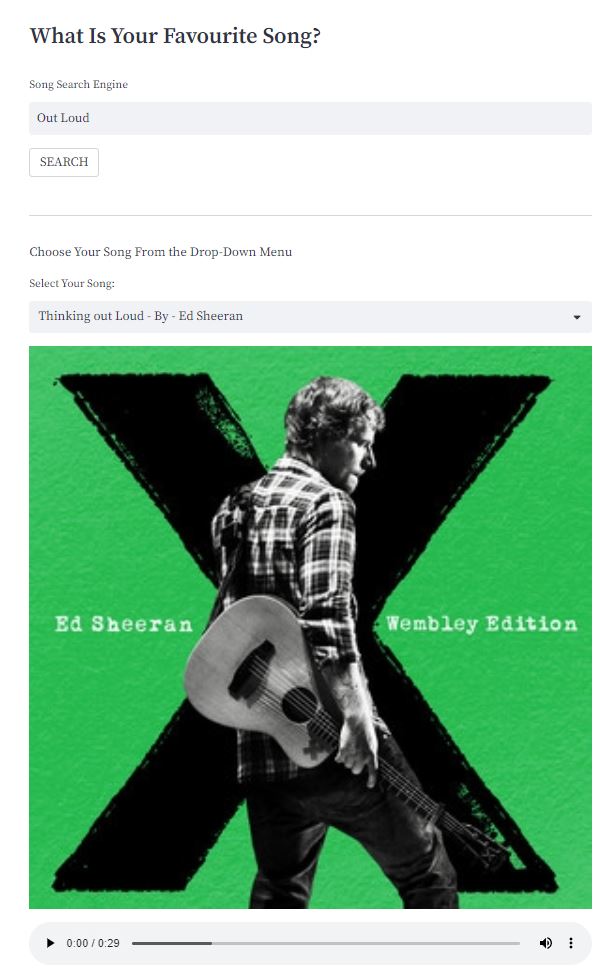 What Is Your Favourite Song?
Song Search Engine
Out Loud
SEARCH
Choose Your Song From the Drop-Down Menu
Select Your Song:
Thinking out Loud - By - Ed Sheeran
Ed Sheeran Wembley Edition
0:00 / 0:29